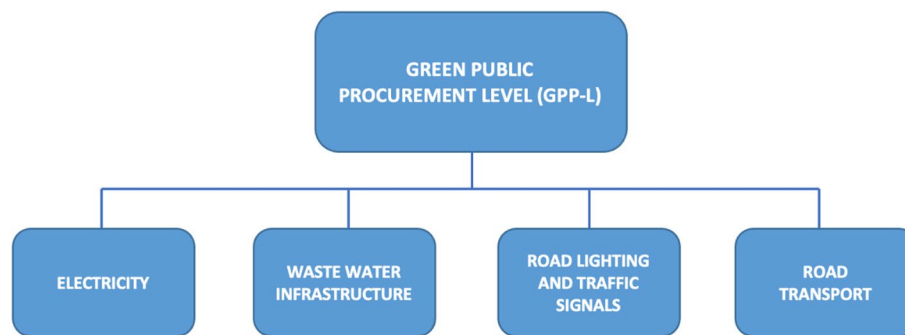 GREEN PUBLIC
PROCUREMENT LEVEL (GPP-L)
ELECTRICITY
WASTE WATER
INFRASTRUCTURE
ROAD LIGHTING
AND TRAFFIC
SIGNALS
ROAD
TRANSPORT